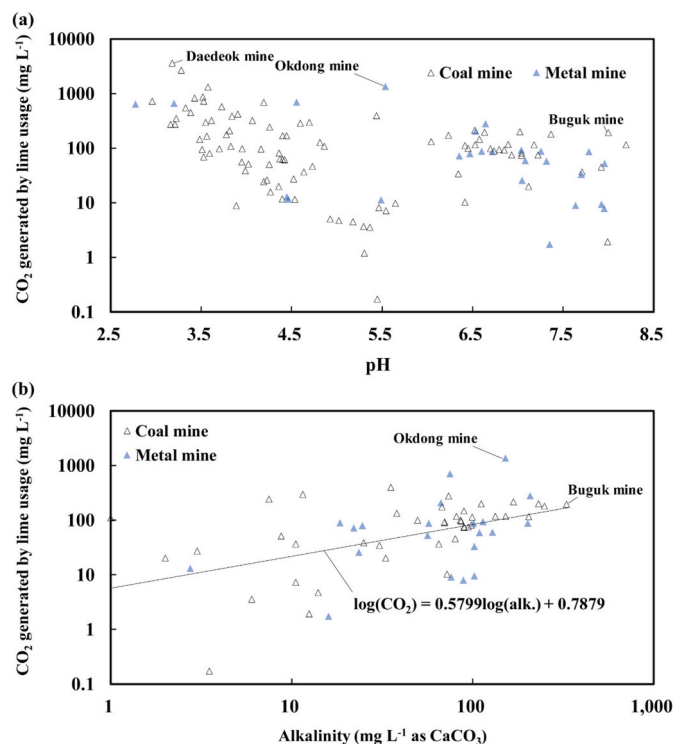 (a)
CO₂ generated by lime usage (mg L⁻¹)
10000
1000
100
10
1
0.1
Daedeok mine
Okdong mine
△ Coal mine ▲ Metal mine
Buguk mine
2.5 3.5 4.5 5.5 6.5 7.5 8.5
pH
(b)
CO₂ generated by lime usage (mg L⁻¹)
10000
1000
100
10
1
0.1
△ Coal mine
▲ Metal mine
Okdong mine
Buguk mine
log(CO₂) = 0.5799log(alk.) + 0.7879
1 10 100 1,000
Alkalinity (mg L⁻¹ as CaCO₃)